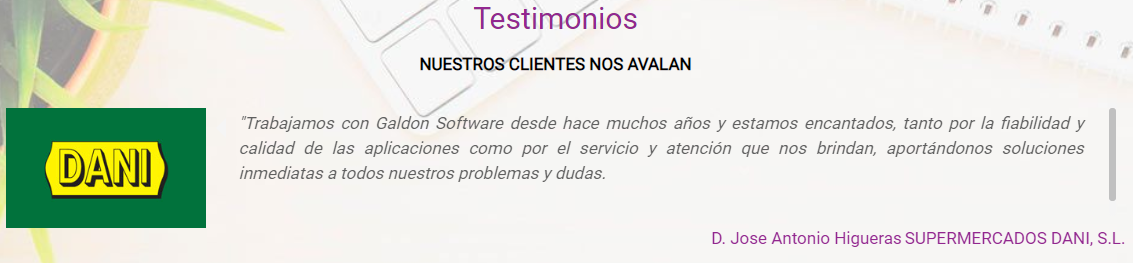 Testimonios
NUESTROS CLIENTES NOS AVALAN
DANI
"Trabajamos con Galdon Software desde hace muchos años y estamos encantados, tanto por la fiabilidad y
calidad de las aplicaciones como por el servicio y atención que nos brindan, aportándonos soluciones
inmediatas a todos nuestros problemas y dudas.
D. Jose Antonio Higueras SUPERMERCADOS DANI, S.L.